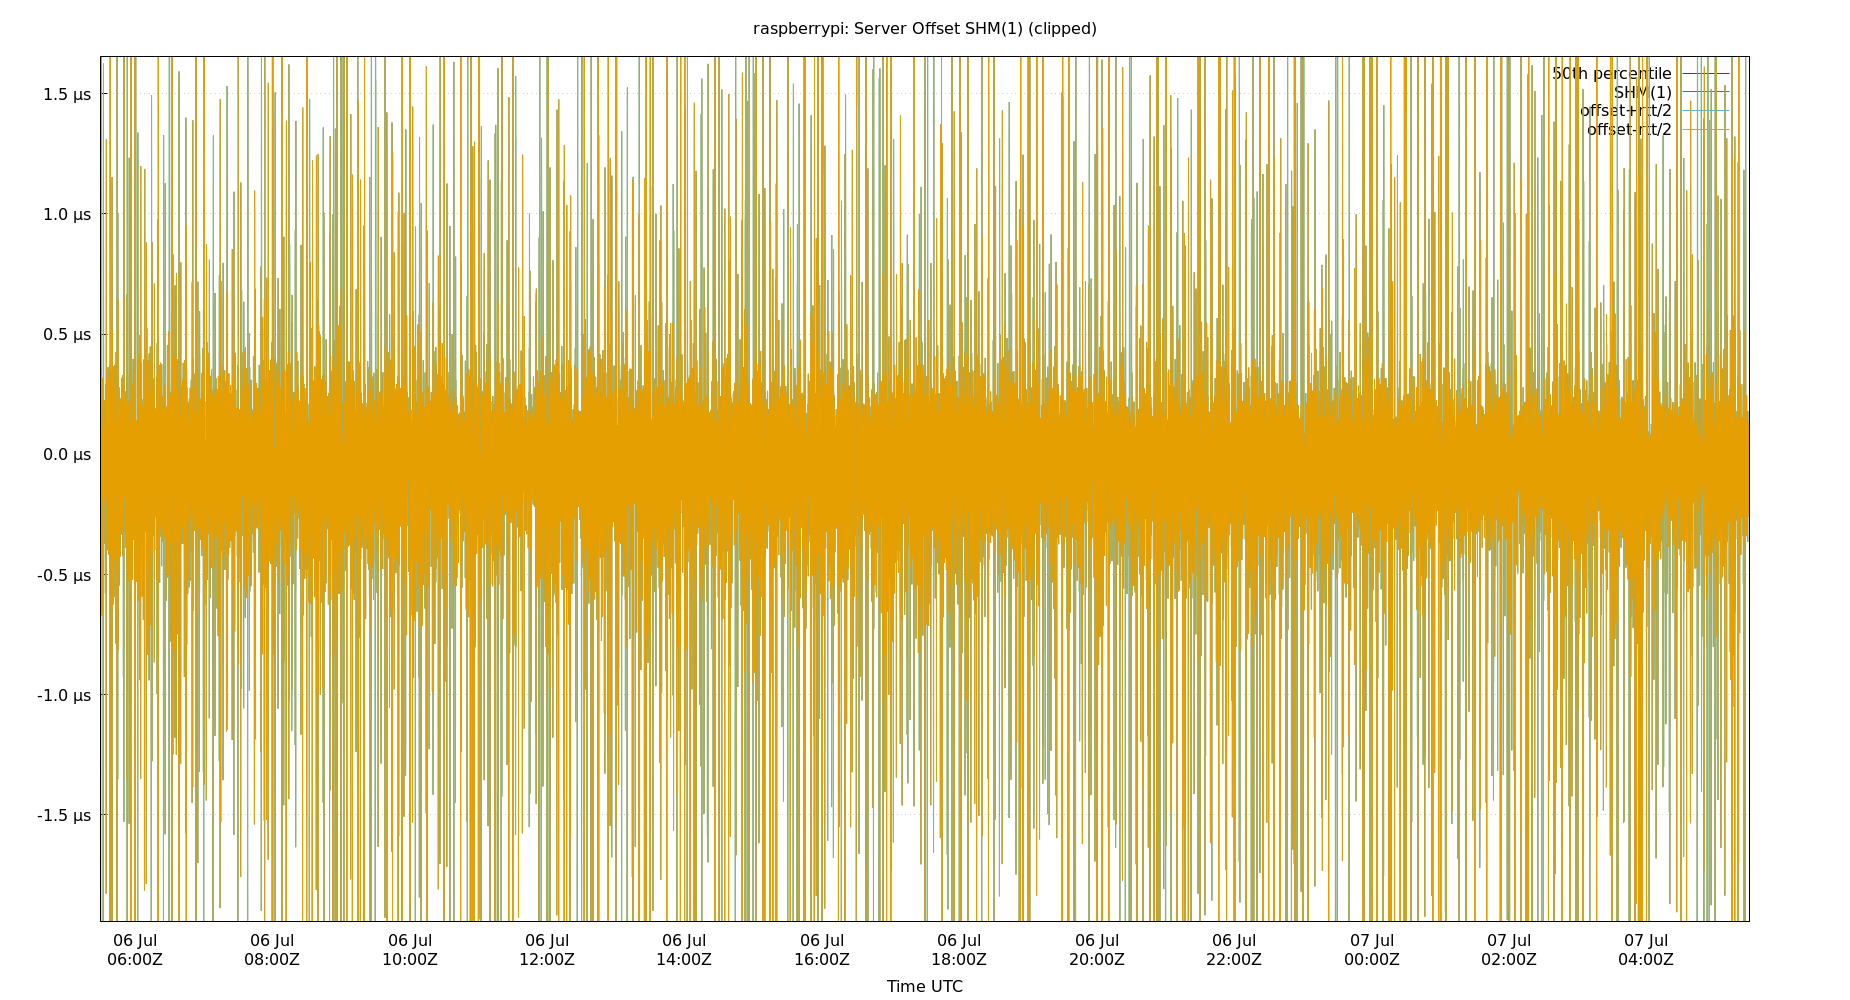 raspberrypi: Server Offset SHM(1) (clipped)
50th percentile
SHM(1)
offset+rtt/2
offset-rtt/2
1.5 µs
1.0 µs
0.5 µs
0.0 µs
-0.5 µs
-1.0 µs
-1.5 µs
06 Jul 06 Jul 06 Jul 06 Jul 06 Jul 06 Jul 06 Jul 06 Jul 06 Jul 07 Jul 07 Jul 07 Jul
06:00Z 08:00Z 10:00Z 12:00Z 14:00Z 16:00Z 18:00Z 20:00Z 22:00Z 00:00Z 02:00Z 04:00Z
Time UTC